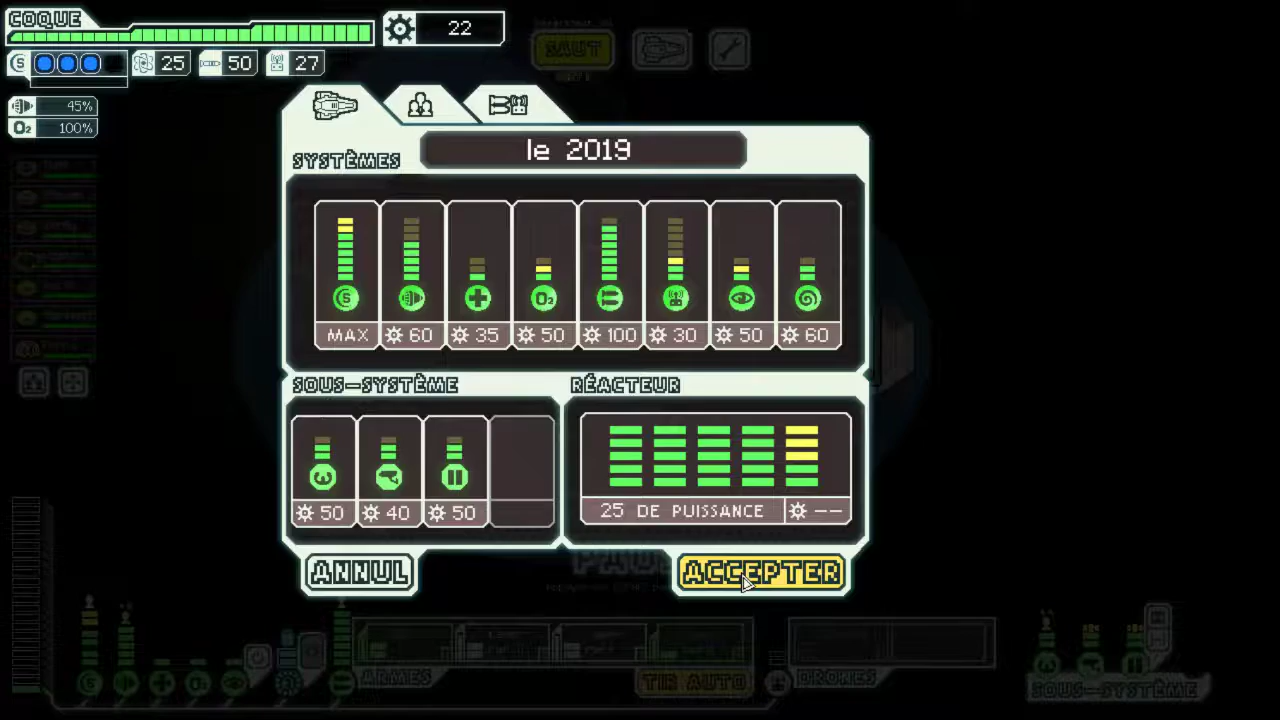 COQUE
22
SAUT
25 50 27
45%
O₂ 100%
le 2019
SYSTÈMES
MAX 60 35 50 100 30 50 60
SOUS-SYSTÈME RÉACTEUR
50 40 50
25 DE PUISSANCE --
ANNUL ACCEPTER
ARMES
TIR AUTO
DRONES
SOUS-SYSTÈME